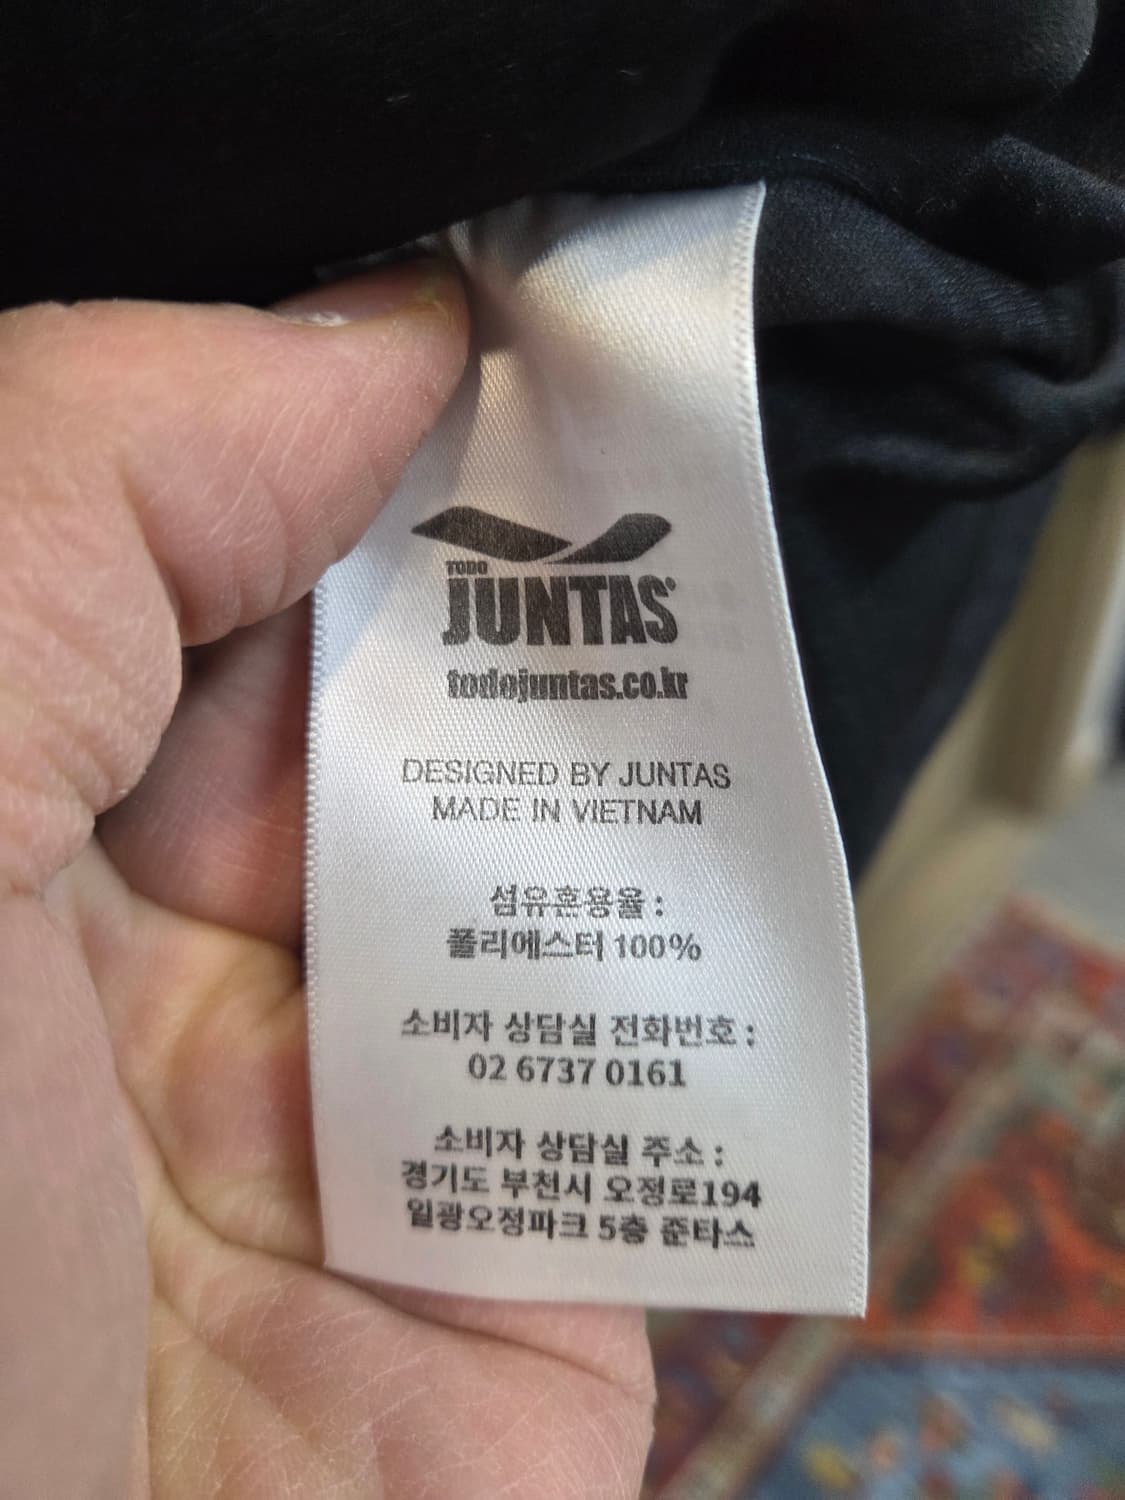 TODO
JUNTAS®
todojuntas.co.kr
DESIGNED BY JUNTAS
MADE IN VIETNAM
섬유혼용율 :
폴리에스터 100%
소비자 상담실 전화번호 :
02 6737 0161
소비자 상담실 주소 :
경기도 부천시 오정로194
일광오정파크 5층 준타스